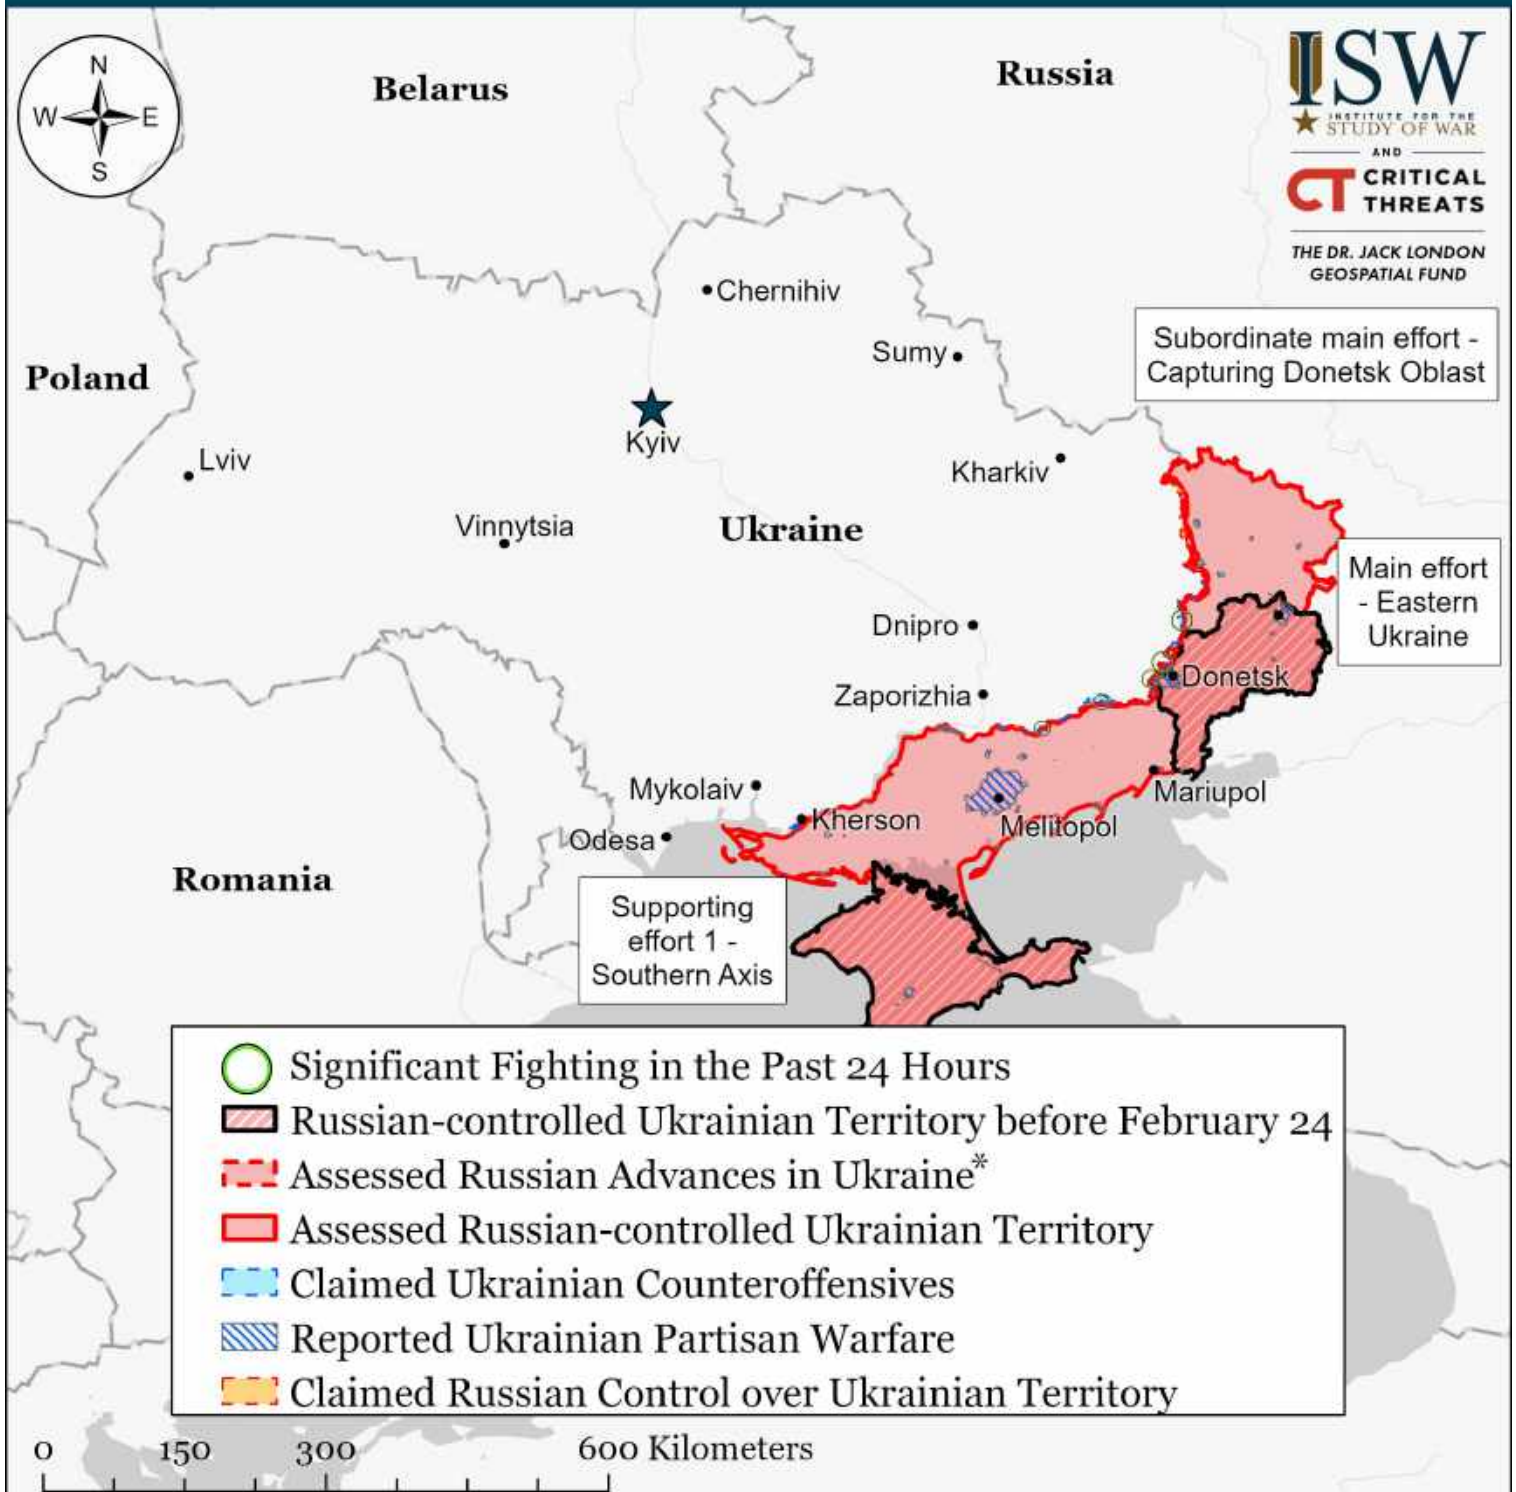 N
W
E
S
Belarus
Russia
ISW
INSTITUTE FOR THE
STUDY OF WAR
AND
CT CRITICAL
THREATS
THE DR. JACK LONDON
GEOSPATIAL FUND
Chernihiv
Subordinate main effort -
Capturing Donetsk Oblast
Sumy
Poland
Kyiv
Lviv
Kharkiv
Vinnytsia
Ukraine
Main effort
- Eastern
Ukraine
Dnipro
Donetsk
Zaporizhia
Mykolaiv
Mariupol
Kherson
Melitopol
Odesa
Romania
Supporting
effort 1 -
Southern Axis
Significant Fighting in the Past 24 Hours
Russian-controlled Ukrainian Territory before February 24
Assessed Russian Advances in Ukraine*
Assessed Russian-controlled Ukrainian Territory
Claimed Ukrainian Counteroffensives
Reported Ukrainian Partisan Warfare
Claimed Russian Control over Ukrainian Territory
0 150 300 600 Kilometers